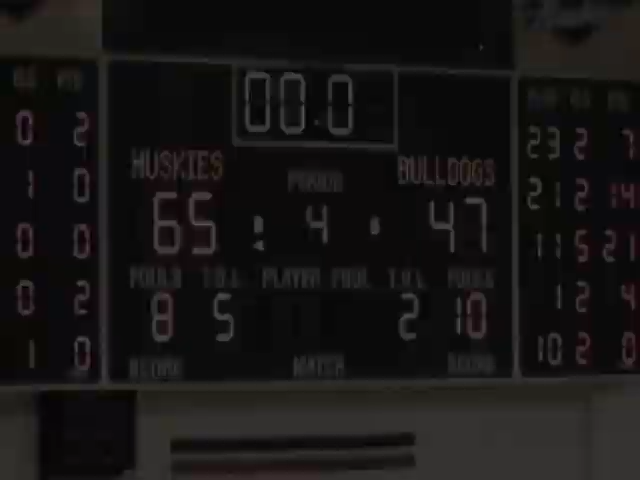 00.0
HUSKIES BULLDOGS
PERIOD
65 4 47
FOULS T.O.L. PLAYER FOUL T.O.L. FOULS
8 5 2 10
MATCH
0 2
1 0
0 0
0 2
1 0
23 2 7
21 2 14
11 5 21
1 2 4
10 2 0